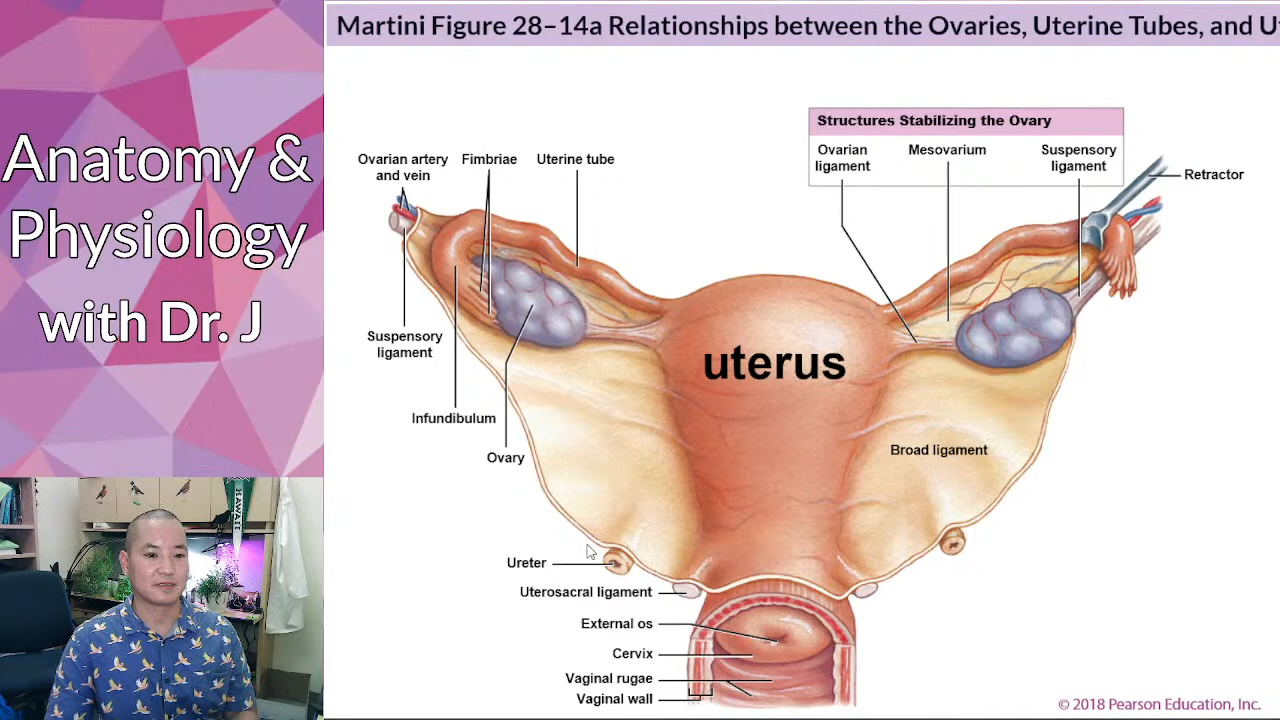 Martini Figure 28–14a Relationships between the Ovaries, Uterine Tubes, and U
Anatomy &
Physiology
with Dr. J
Structures Stabilizing the Ovary
Ovarian
ligament
Mesovarium
Suspensory
ligament
Retractor
Ovarian artery
and vein
Fimbriae
Uterine tube
Suspensory
ligament
uterus
Infundibulum
Ovary
Broad ligament
Ureter
Uterosacral ligament
External os
Cervix
Vaginal rugae
Vaginal wall
HAWAII
© 2018 Pearson Education, Inc.